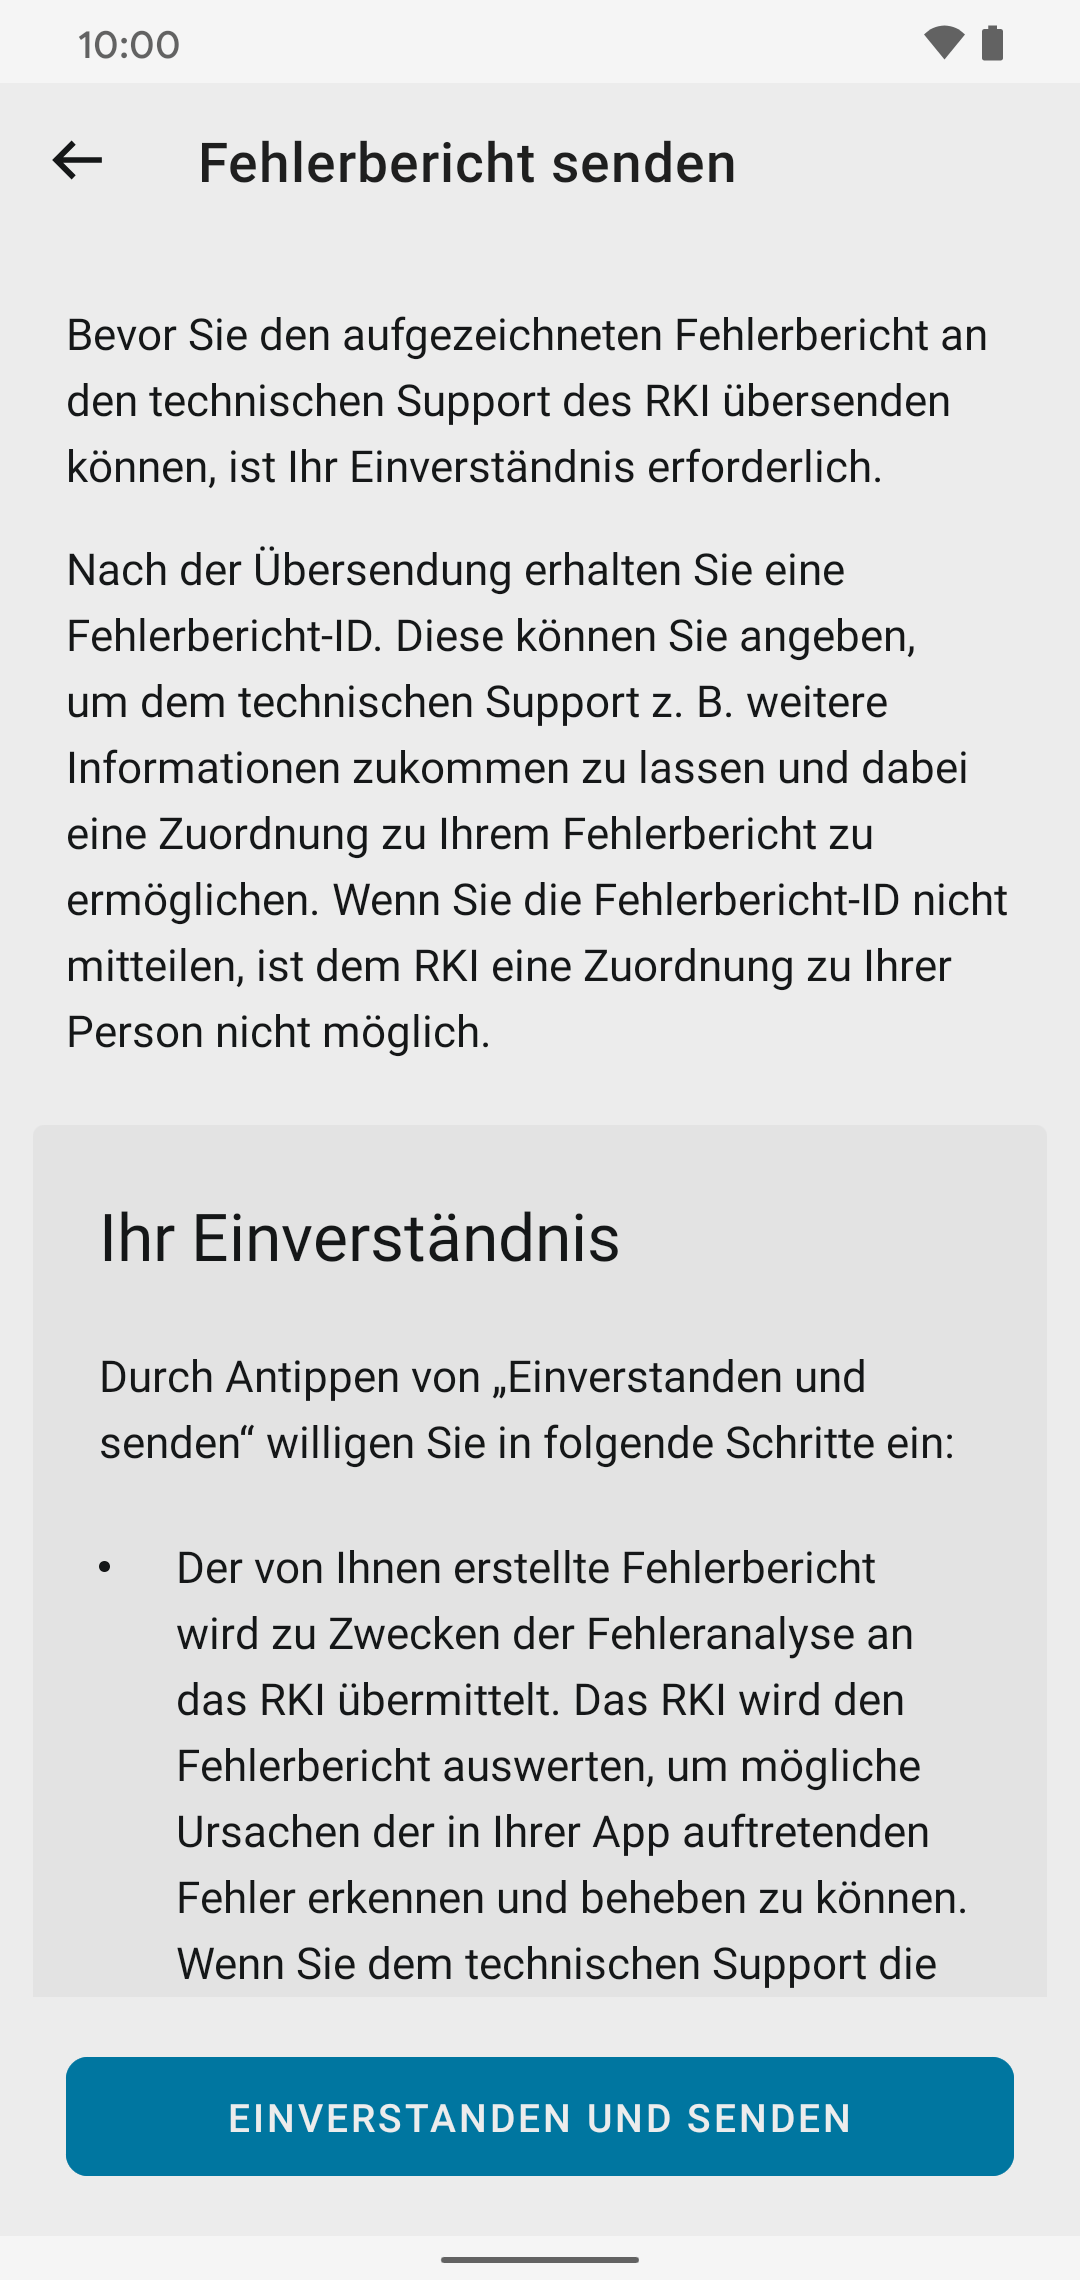 10:00
Fehlerbericht senden
Bevor Sie den aufgezeichneten Fehlerbericht an
den technischen Support des RKI übersenden
können, ist Ihr Einverständnis erforderlich.
Nach der Übersendung erhalten Sie eine
Fehlerbericht-ID. Diese können Sie angeben,
um dem technischen Support z. B. weitere
Informationen zukommen zu lassen und dabei
eine Zuordnung zu Ihrem Fehlerbericht zu
ermöglichen. Wenn Sie die Fehlerbericht-ID nicht
mitteilen, ist dem RKI eine Zuordnung zu Ihrer
Person nicht möglich.
Ihr Einverständnis
Durch Antippen von „Einverstanden und
senden“ willigen Sie in folgende Schritte ein:
• Der von Ihnen erstellte Fehlerbericht
wird zu Zwecken der Fehleranalyse an
das RKI übermittelt. Das RKI wird den
Fehlerbericht auswerten, um mögliche
Ursachen der in Ihrer App auftretenden
Fehler erkennen und beheben zu können.
Wenn Sie dem technischen Support die
EINVERSTANDEN UND SENDEN